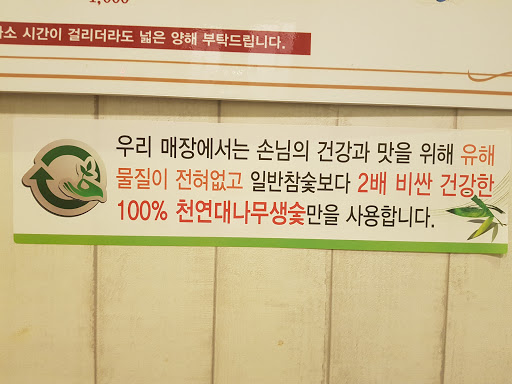 1,000
시간이 걸리더라도 넓은 양해 부탁드립니다.
우리 매장에서는 손님의 건강과 맛을 위해 유해
물질이 전혀없고 일반참숯보다 2배 비싼 건강한
100% 천연대나무생숯만을 사용합니다.